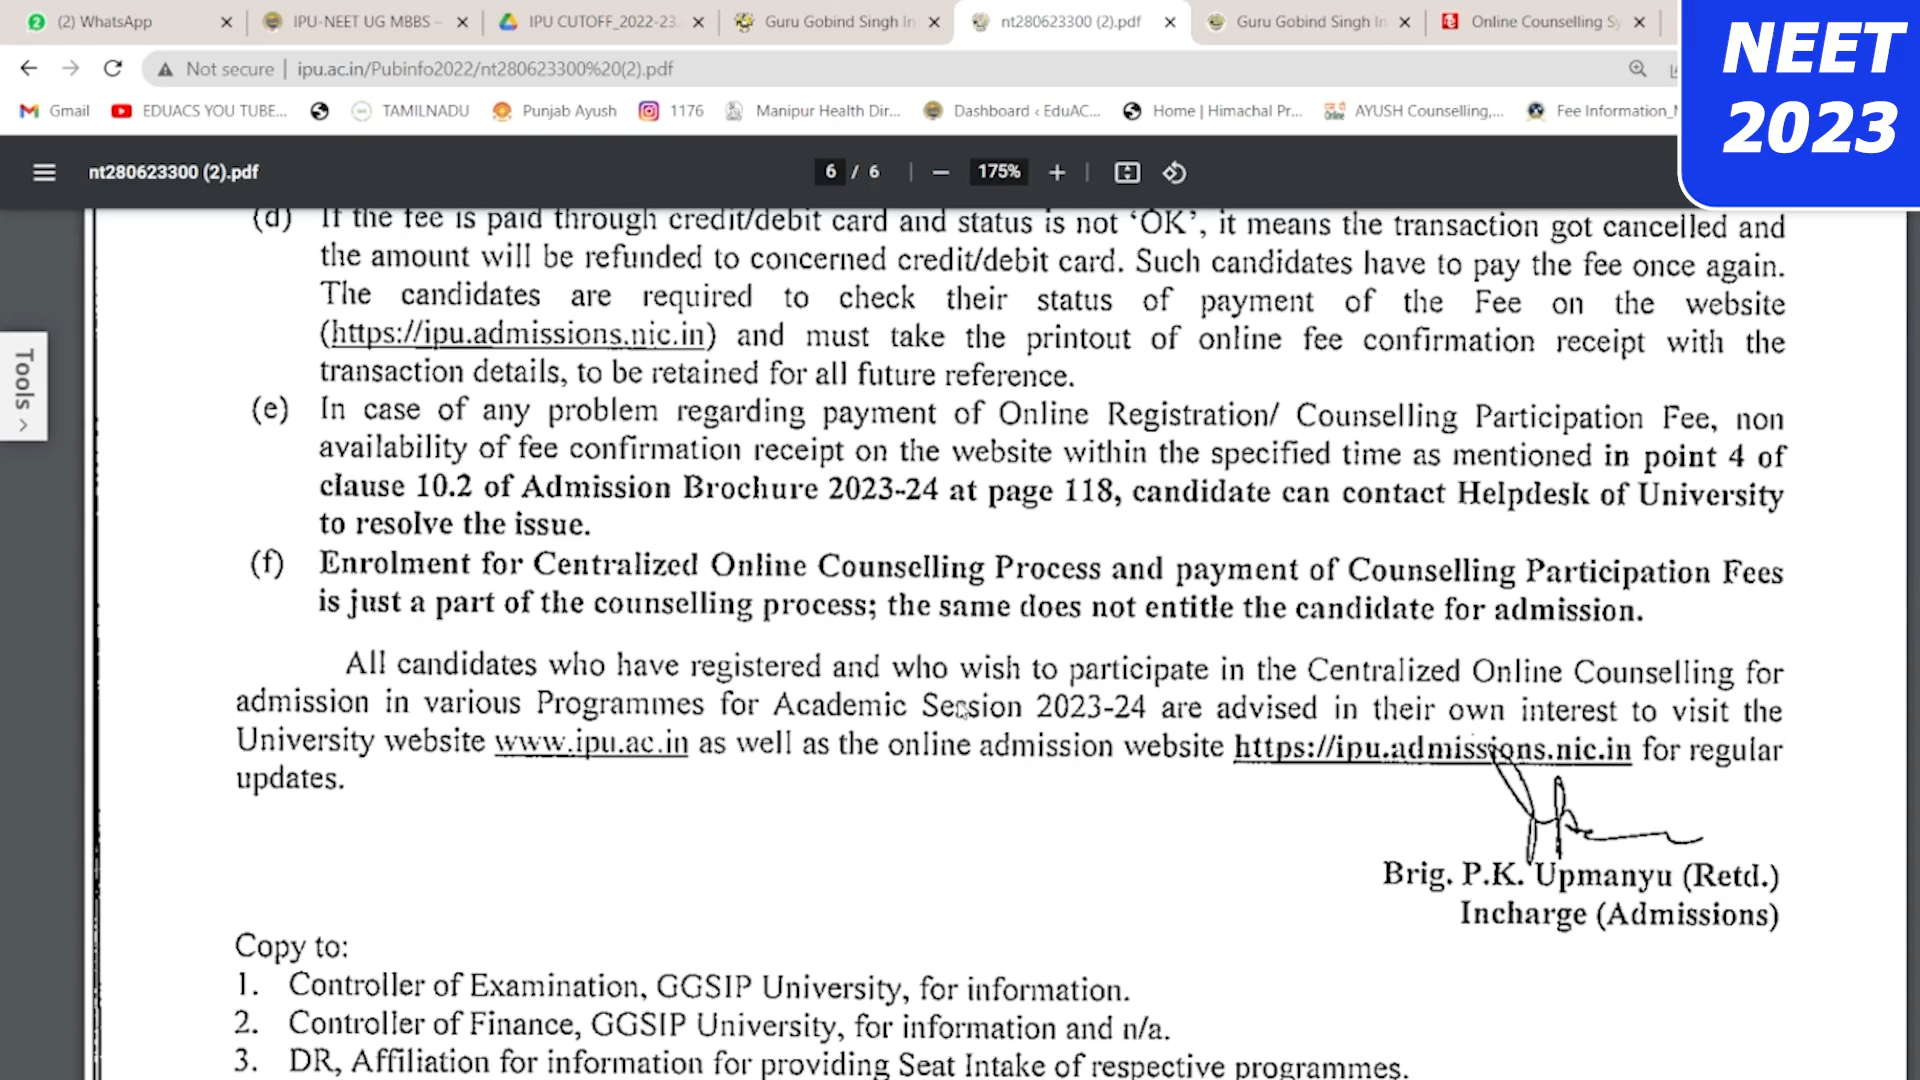 (2) WhatsApp
IPU-NEET UG MBBS -
IPU CUTOFF_2022-23.
Guru Gobind Singh In
nt280623300 (2).pdf
Guru Gobind Singh In
Online Counselling Sy
NEET
2023
Not secure | ipu.ac.in/Pubinfo2022/nt280623300%20(2).pdf
Gmail
EDUACS YOU TUBE...
TAMILNADU
Punjab Ayush
1176
Manipur Health Dir...
Dashboard ‹ EduAC...
Home | Himachal Pr...
AYUSH Counselling,...
Fee Information_
nt280623300 (2).pdf
6 / 6
175%
Tools
(d) If the fee is paid through credit/debit card and status is not ‘OK’, it means the transaction got cancelled and
the amount will be refunded to concerned credit/debit card. Such candidates have to pay the fee once again.
The candidates are required to check their status of payment of the Fee on the website
(https://ipu.admissions.nic.in) and must take the printout of online fee confirmation receipt with the
transaction details, to be retained for all future reference.
(e) In case of any problem regarding payment of Online Registration/ Counselling Participation Fee, non
availability of fee confirmation receipt on the website within the specified time as mentioned in point 4 of
clause 10.2 of Admission Brochure 2023-24 at page 118, candidate can contact Helpdesk of University
to resolve the issue.
(f) Enrolment for Centralized Online Counselling Process and payment of Counselling Participation Fees
is just a part of the counselling process; the same does not entitle the candidate for admission.
All candidates who have registered and who wish to participate in the Centralized Online Counselling for
admission in various Programmes for Academic Session 2023-24 are advised in their own interest to visit the
University website www.ipu.ac.in as well as the online admission website https://ipu.admissions.nic.in for regular
updates.
Brig. P.K. Upmanyu (Retd.)
Incharge (Admissions)
Copy to:
1. Controller of Examination, GGSIP University, for information.
2. Controller of Finance, GGSIP University, for information and n/a.
3. DR, Affiliation for information for providing Seat Intake of respective programmes.